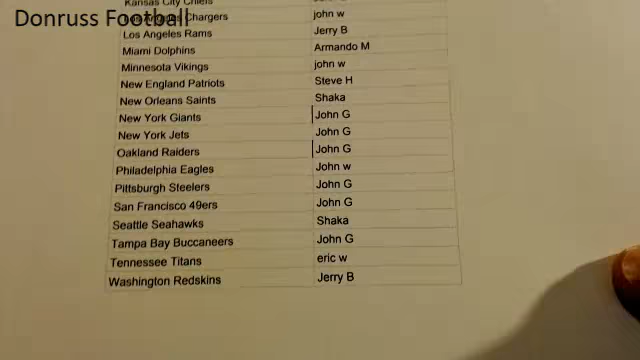 Donruss Football
Kansas City Chiefs
Los Angeles Chargers john w
Los Angeles Rams Jerry B
Miami Dolphins Armando M
Minnesota Vikings john w
New England Patriots Steve H
New Orleans Saints Shaka
New York Giants John G
New York Jets John G
Oakland Raiders John G
Philadelphia Eagles John w
Pittsburgh Steelers John G
San Francisco 49ers John G
Seattle Seahawks Shaka
Tampa Bay Buccaneers John G
Tennessee Titans eric w
Washington Redskins Jerry B